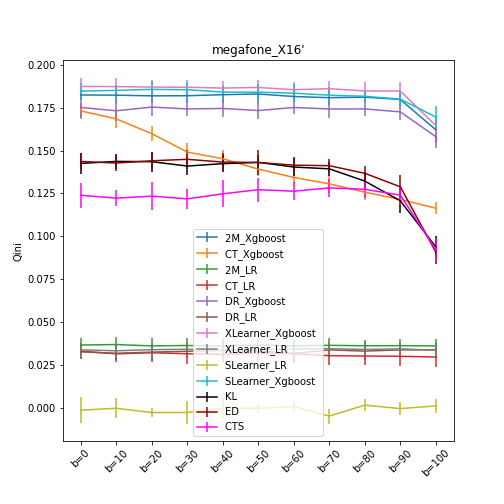 megafone_X16'
Qini
0.200
0.175
0.150
0.125
0.100
0.075
0.050
0.025
0.000
2M_Xgboost
CT_Xgboost
2M_LR
CT_LR
DR_Xgboost
DR_LR
XLearner_Xgboost
XLearner_LR
SLearner_LR
SLearner_Xgboost
KL
ED
CTS
b=0
b=10
b=20
b=30
b=40
b=50
b=60
b=70
b=80
b=90
b=100